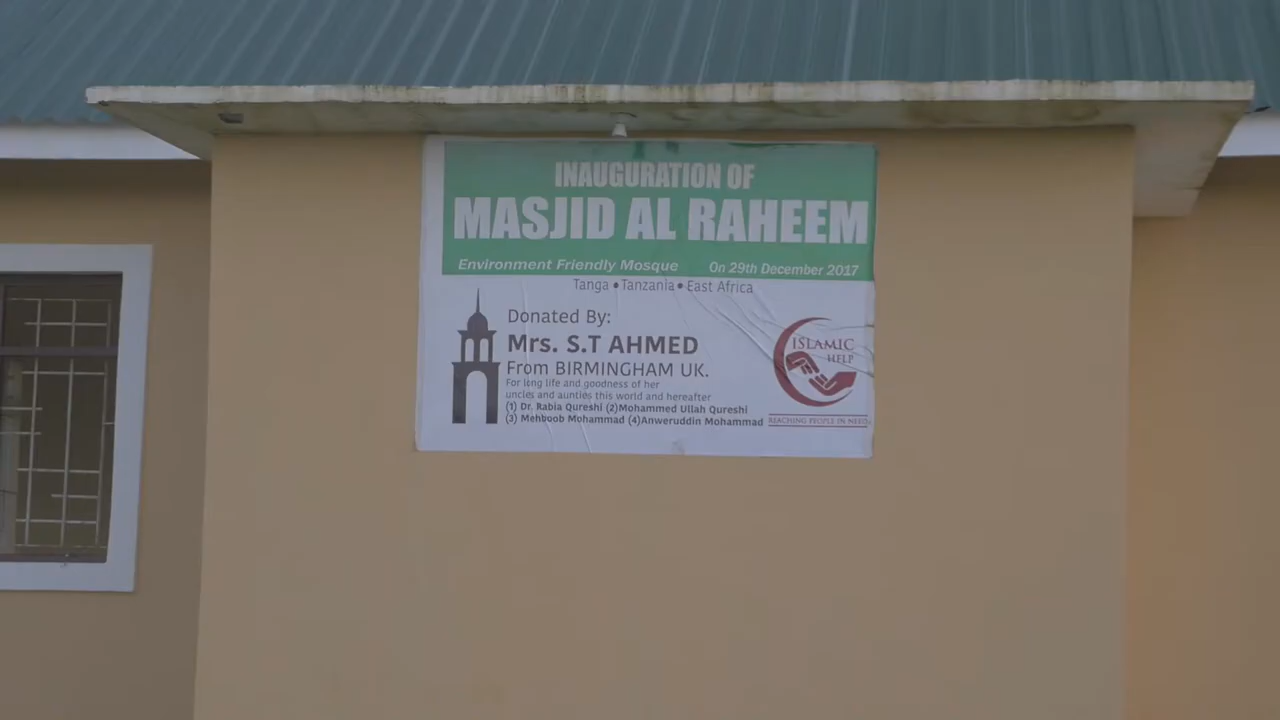 INAUGURATION OF
MASJID AL RAHEEM
Environment Friendly Mosque On 29th December 2017
Tanga • Tanzania • East Africa
Donated By:
Mrs. S.T AHMED
From BIRMINGHAM UK.
For long life and goodness of her
uncles and aunties this world and hereafter
(1) Dr. Rabia Qureshi (2)Mohammed Ullah Qureshi
(3) Mehboob Mohammad (4)Anweruddin Mohammad
ISLAMIC
HELP
REACHING PEOPLE IN NEED